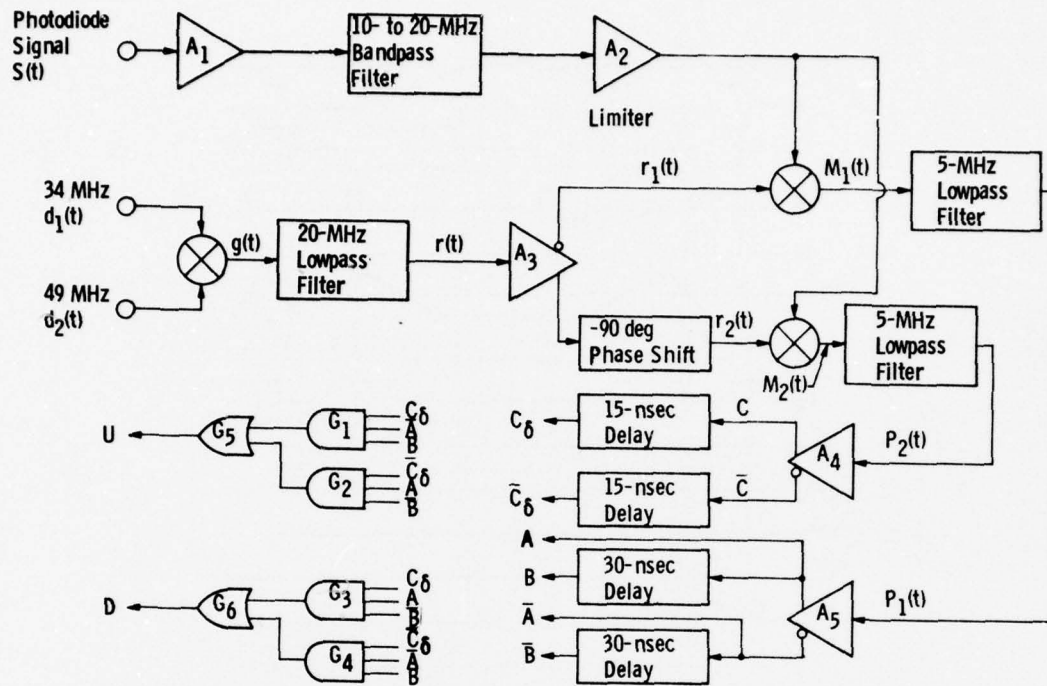 Photodiode
Signal
S(t)
A1
10- to 20-MHz
Bandpass
Filter
A2
Limiter
34 MHz
d1(t)
49 MHz
d2(t)
g(t)
20-MHz
Lowpass
Filter
r(t)
A3
r1(t)
M1(t)
5-MHz
Lowpass
Filter
-90 deg
Phase Shift
r2(t)
M2(t)
5-MHz
Lowpass
Filter
U
G5
G1
C̅δ
A̅
B
G2
C̅δ
A
B̅
Cδ
15-nsec
Delay
C
A4
P2(t)
C̅δ
15-nsec
Delay
C̅
D
G6
G3
Cδ
A
B̅
G4
C̅δ
A̅
B
A
B
30-nsec
Delay
A5
P1(t)
A̅
B̅
30-nsec
Delay